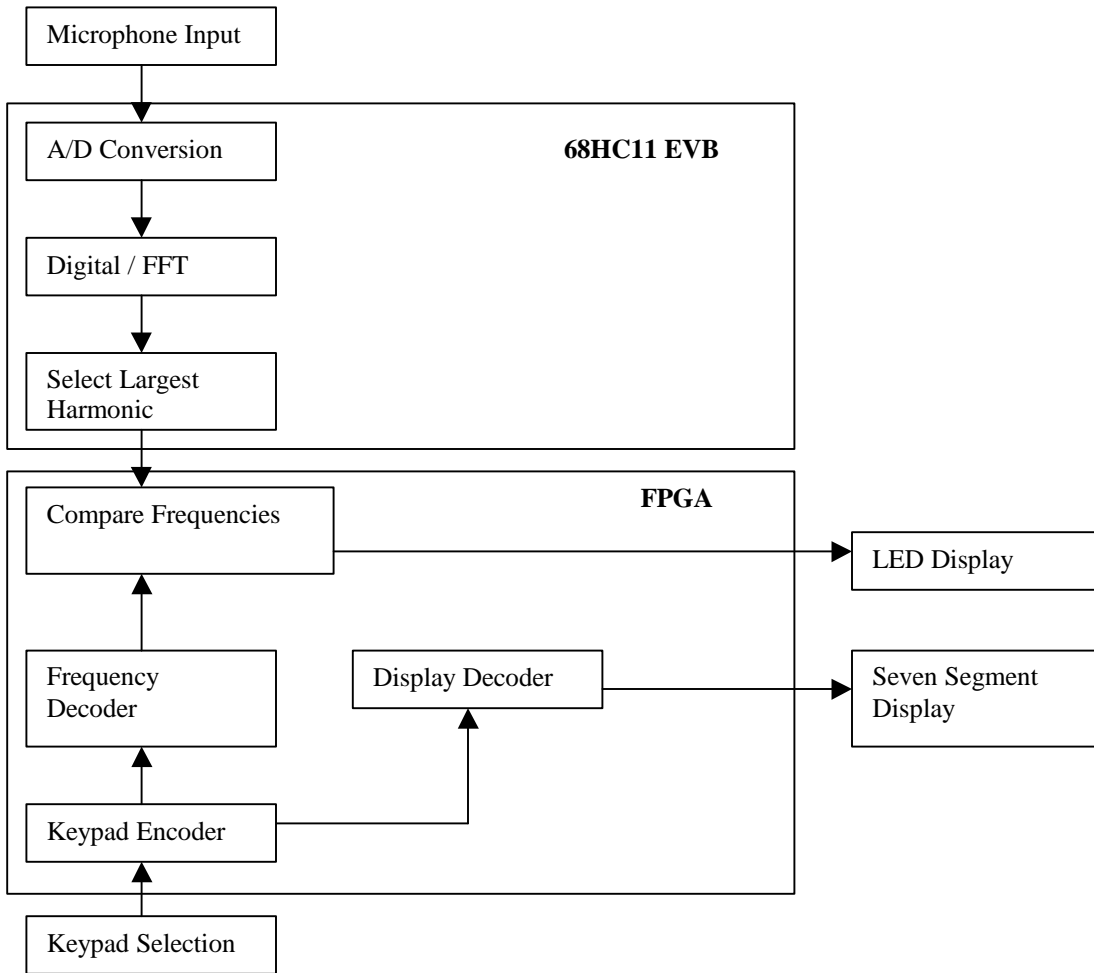 Microphone Input
A/D Conversion
68HC11 EVB
Digital / FFT
Select Largest
Harmonic
FPGA
Compare Frequencies
LED Display
Frequency
Decoder
Display Decoder
Seven Segment
Display
Keypad Encoder
Keypad Selection